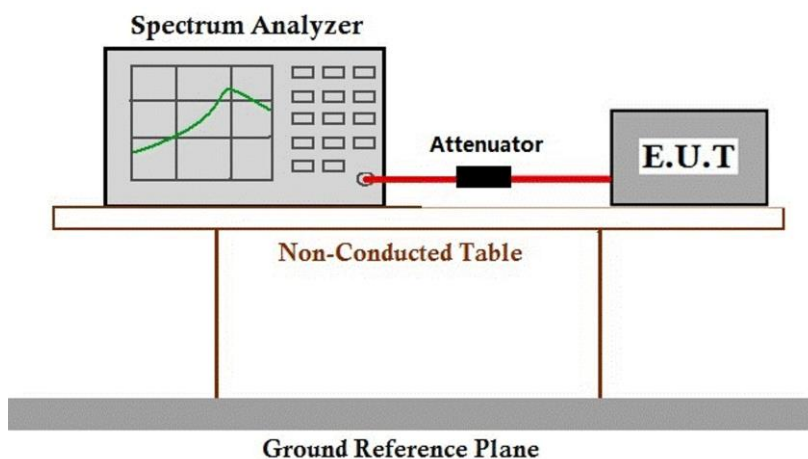 Spectrum Analyzer
Attenuator
E.U.T
Non-Conducted Table
Ground Reference Plane